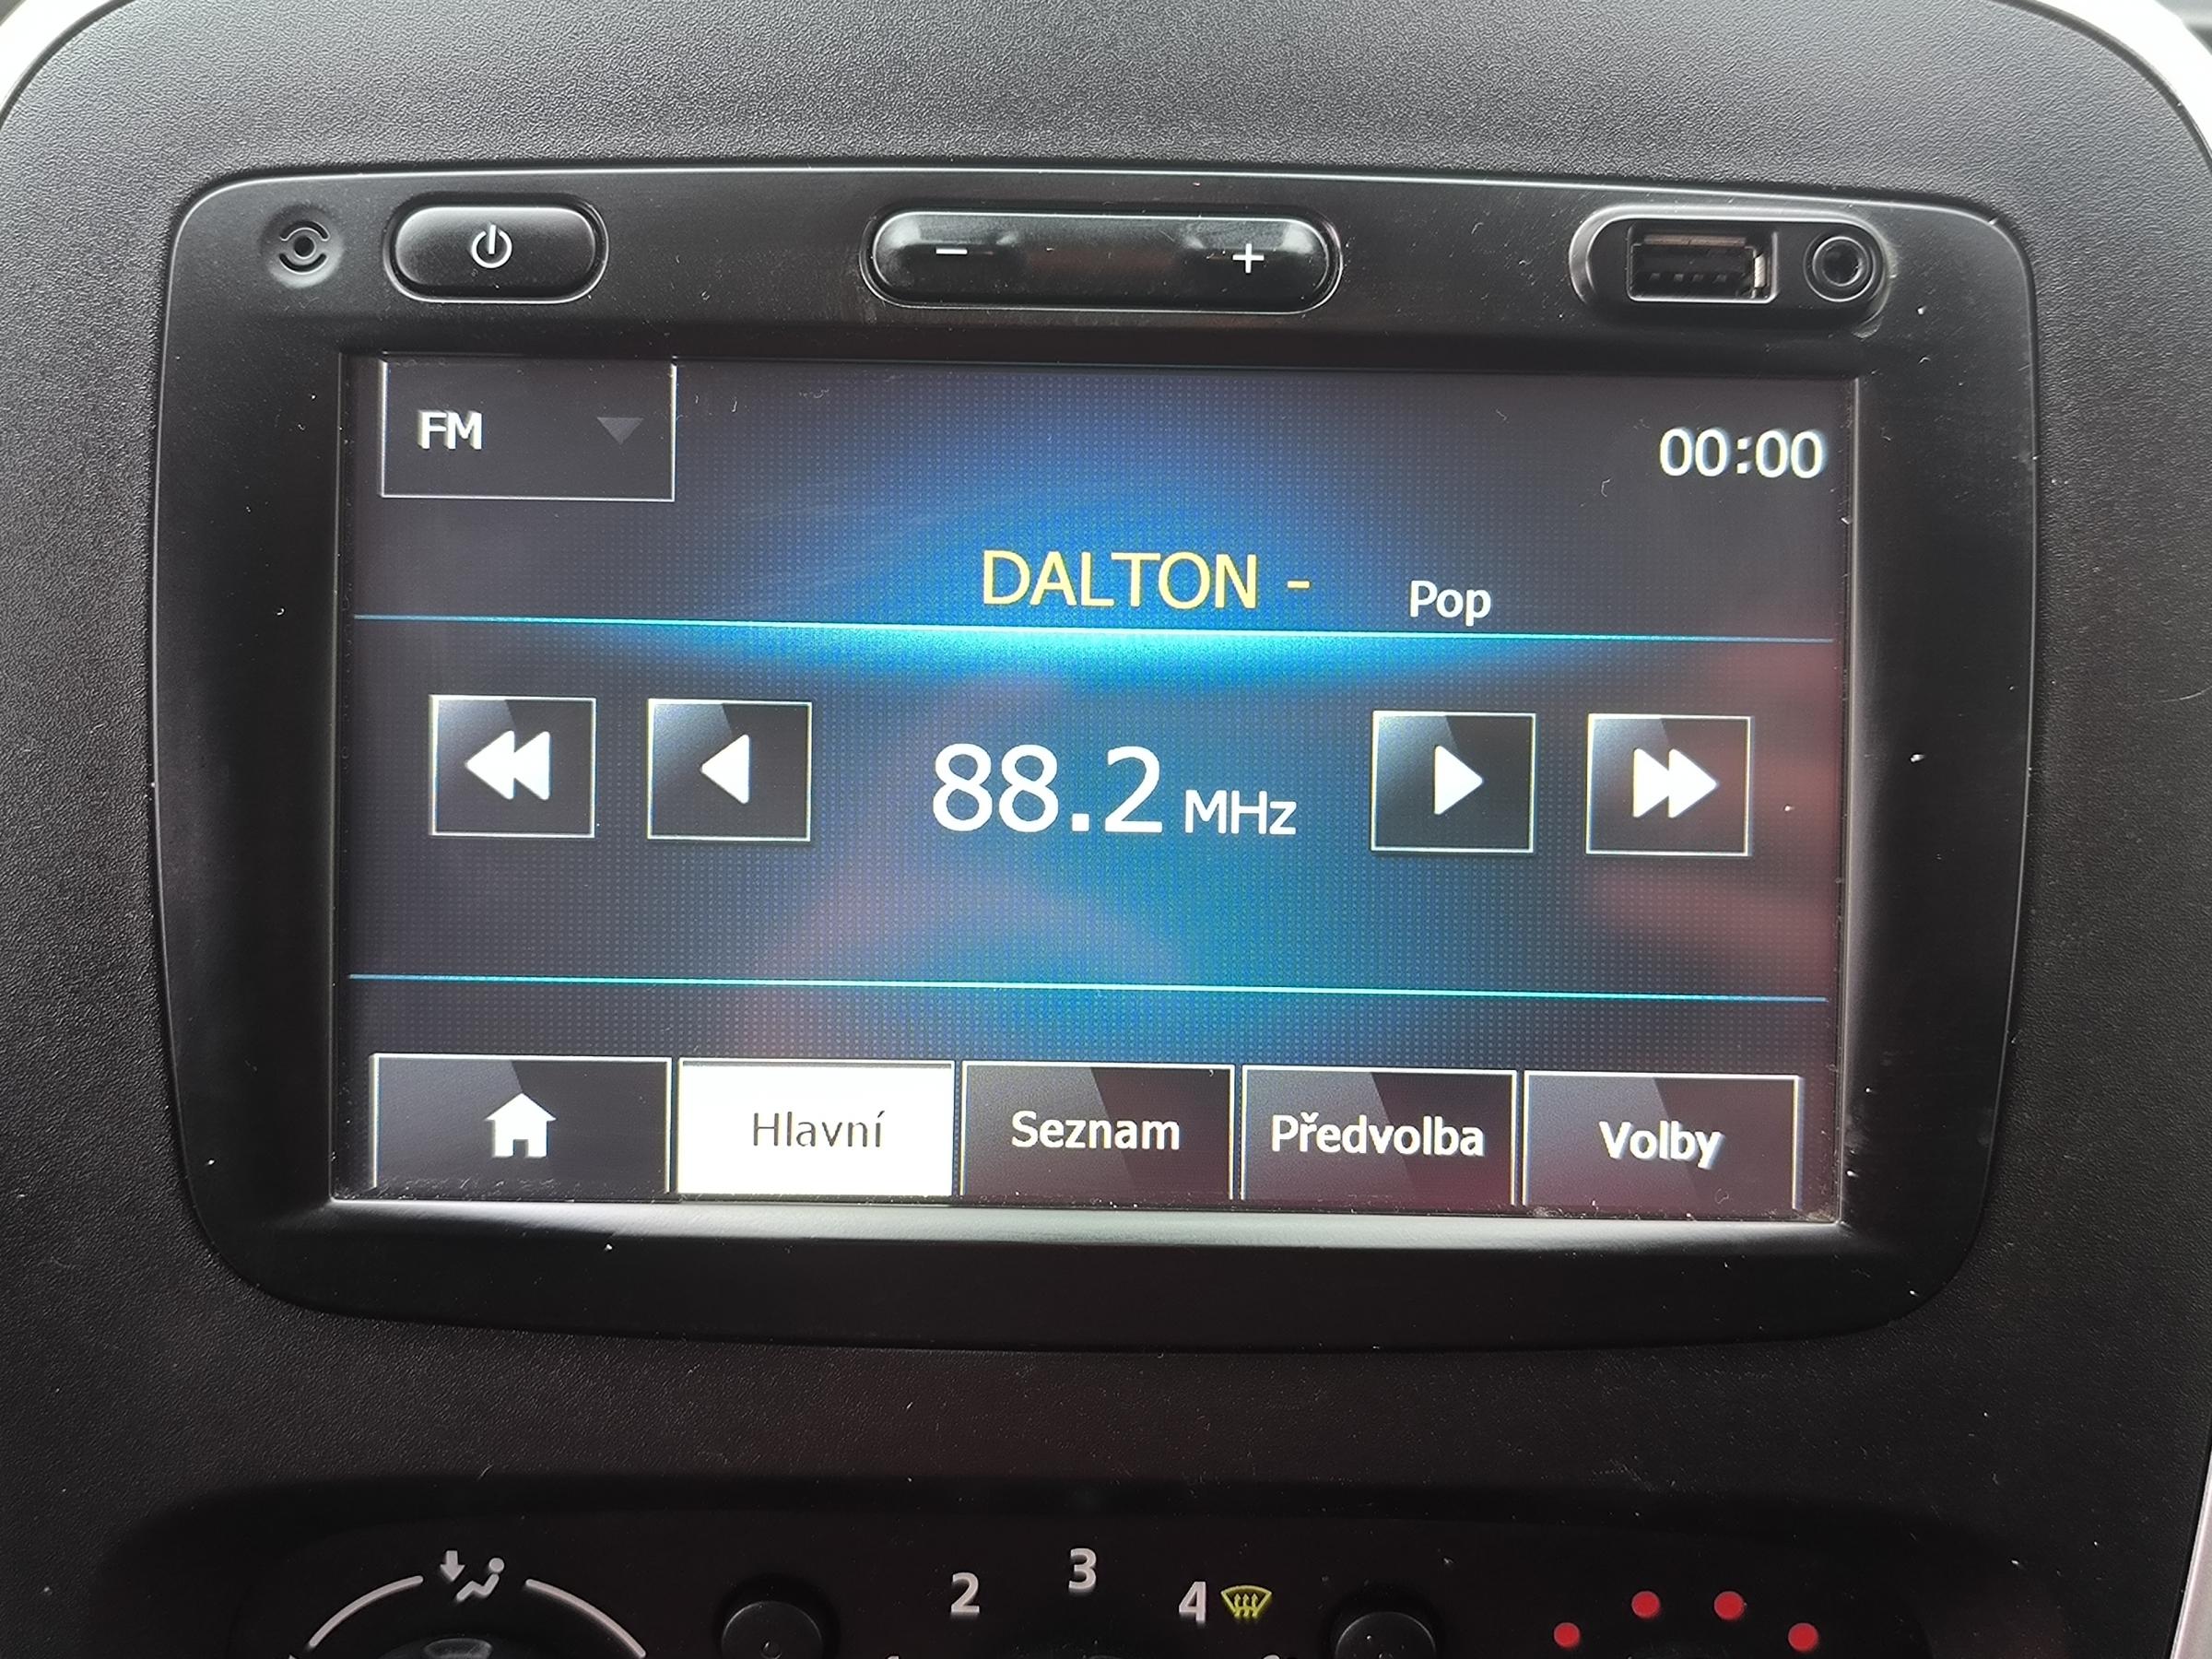 FM
00:00
DALTON - Pop
88.2 MHz
Hlavní Seznam Předvolba Volby
2 3 4